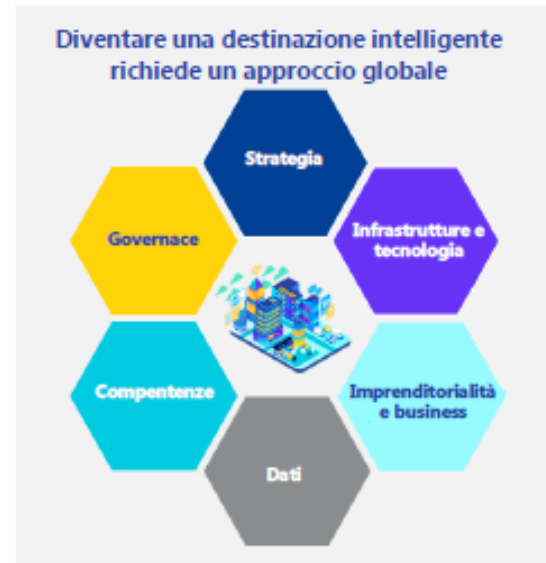 Diventare una destinazione intelligente
richiede un approccio globale
Strategia
Infrastrutture e
tecnologia
Imprenditorialità
e business
Dati
Compentenze
Governace